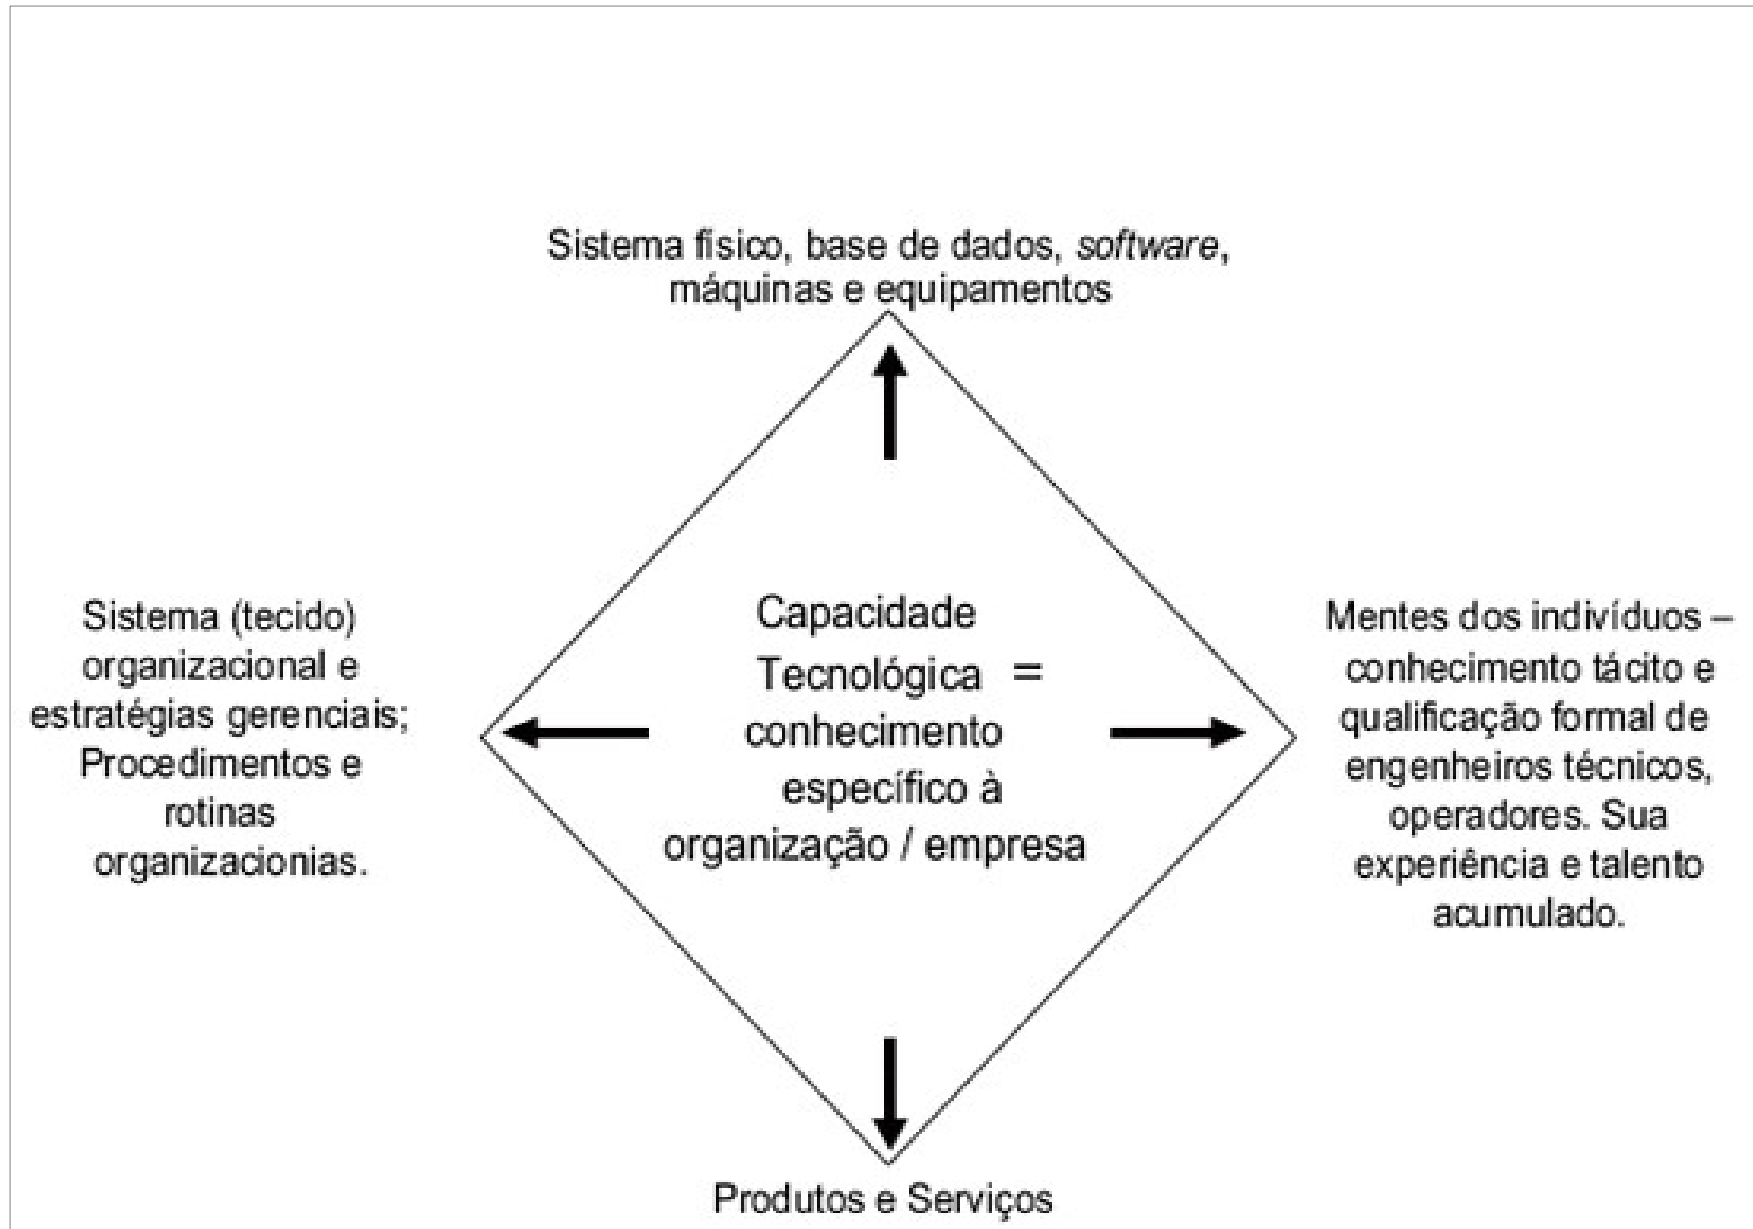 Sistema físico, base de dados, software,
máquinas e equipamentos
Sistema (tecido)
organizacional e
estratégias gerenciais;
Procedimentos e
rotinas
organizacionias.
Capacidade
Tecnológica =
conhecimento
específico à
organização / empresa
Mentes dos indivíduos –
conhecimento tácito e
qualificação formal de
engenheiros técnicos,
operadores. Sua
experiência e talento
acumulado.
Produtos e Serviços